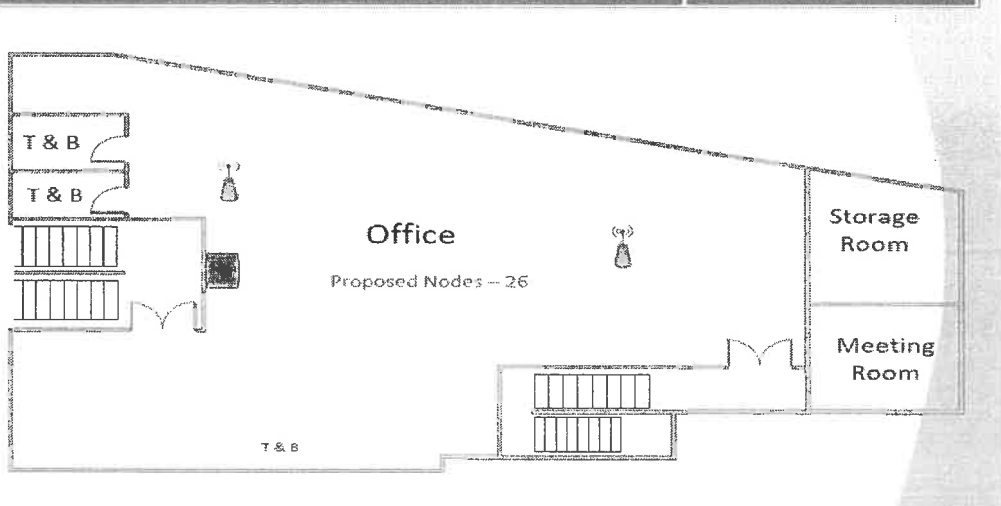 T & B
T & B
Office
Proposed Nodes – 26
Storage
Room
Meeting
Room
T & B